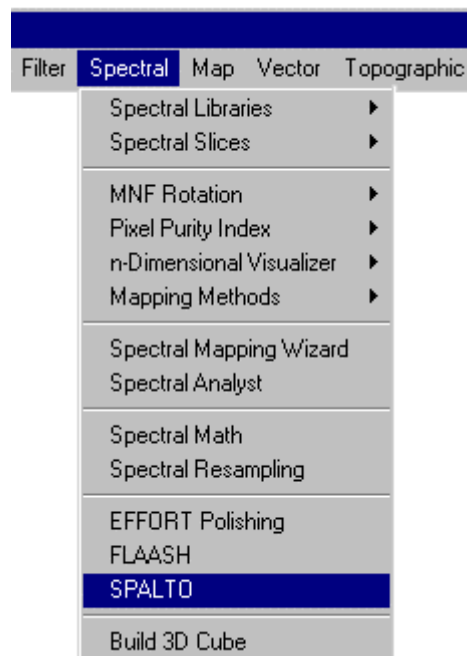 Filter Spectral Map Vector Topographic
Spectral Libraries
Spectral Slices
MNF Rotation
Pixel Purity Index
n-Dimensional Visualizer
Mapping Methods
Spectral Mapping Wizard
Spectral Analyst
Spectral Math
Spectral Resampling
EFFORT Polishing
FLAASH
SPALTO
Build 3D Cube